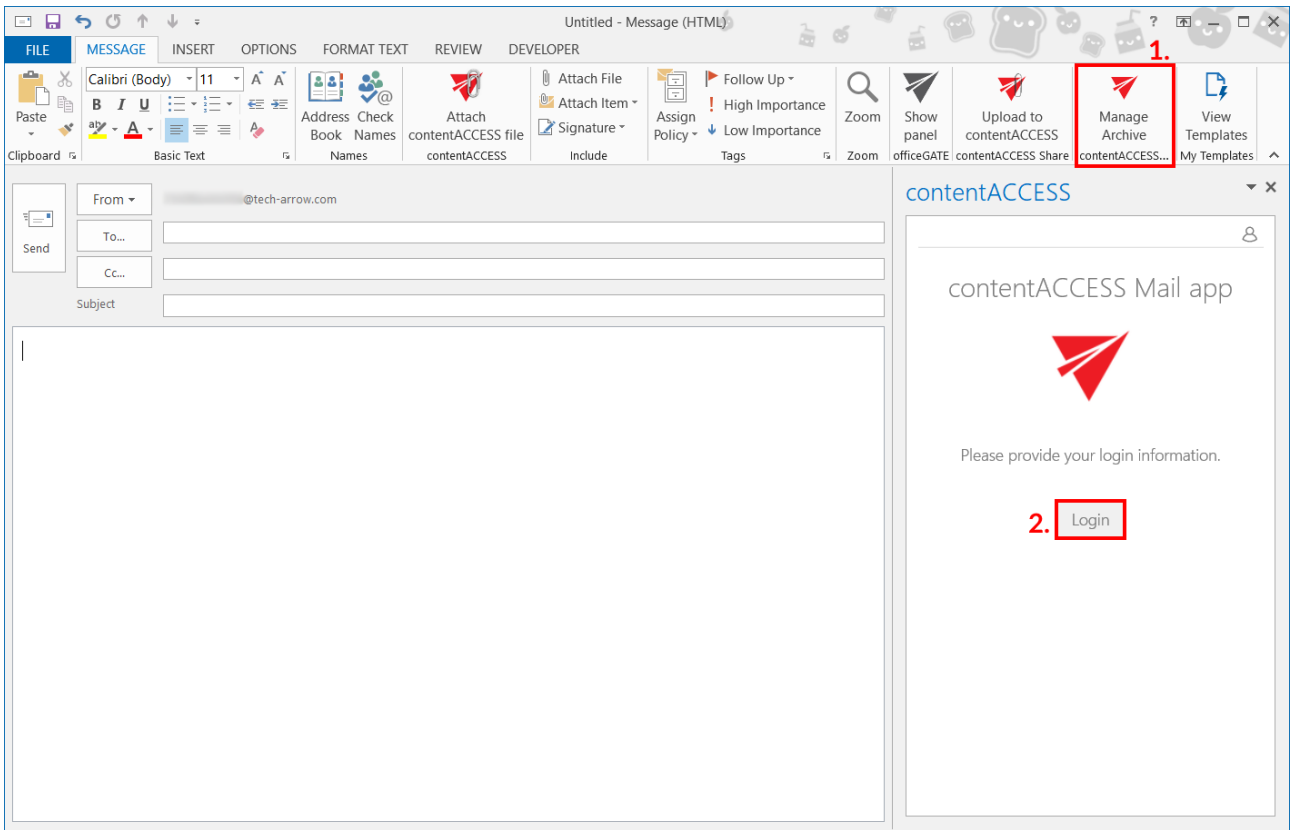 Untitled - Message (HTML)
?
1.
FILE MESSAGE INSERT OPTIONS FORMAT TEXT REVIEW DEVELOPER
Paste
Clipboard
Calibri (Body) 11 A A
B I U
ab A A
Basic Text
Address Book
Check Names
Names
Attach
contentACCESS file
contentACCESS
Attach File
Attach Item
Signature
Include
Assign
Policy
Follow Up
High Importance
Low Importance
Tags
Zoom
Zoom
Show
panel
officeGATE
Upload to
contentACCESS
contentACCESS Share
Manage
Archive
contentACCESS...
View
Templates
My Templates
Send
From
@tech-arrow.com
To...
Cc...
Subject
contentACCESS
contentACCESS Mail app
Please provide your login information.
2. Login